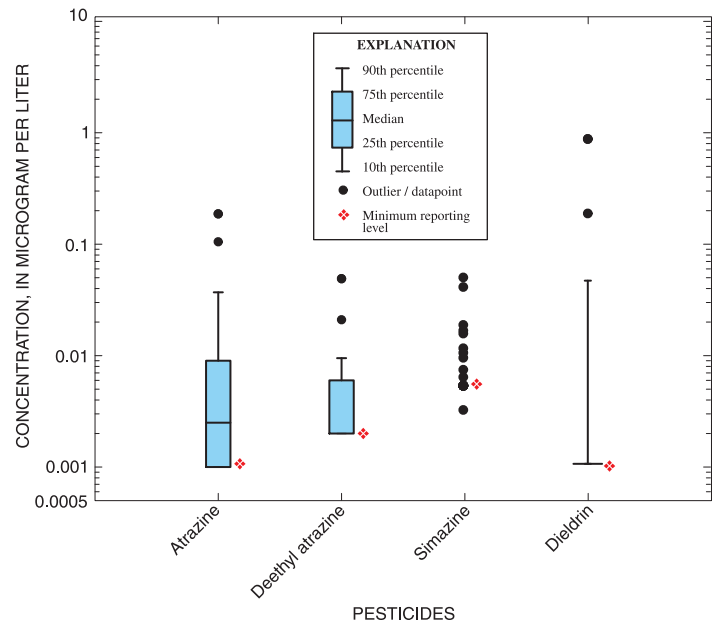 CONCENTRATION, IN MICROGRAM PER LITER
10
1
0.1
0.01
0.001
0.0005
EXPLANATION
90th percentile
75th percentile
Median
25th percentile
10th percentile
Outlier / datapoint
Minimum reporting
level
Atrazine
Deethyl atrazine
Simazine
Dieldrin
PESTICIDES